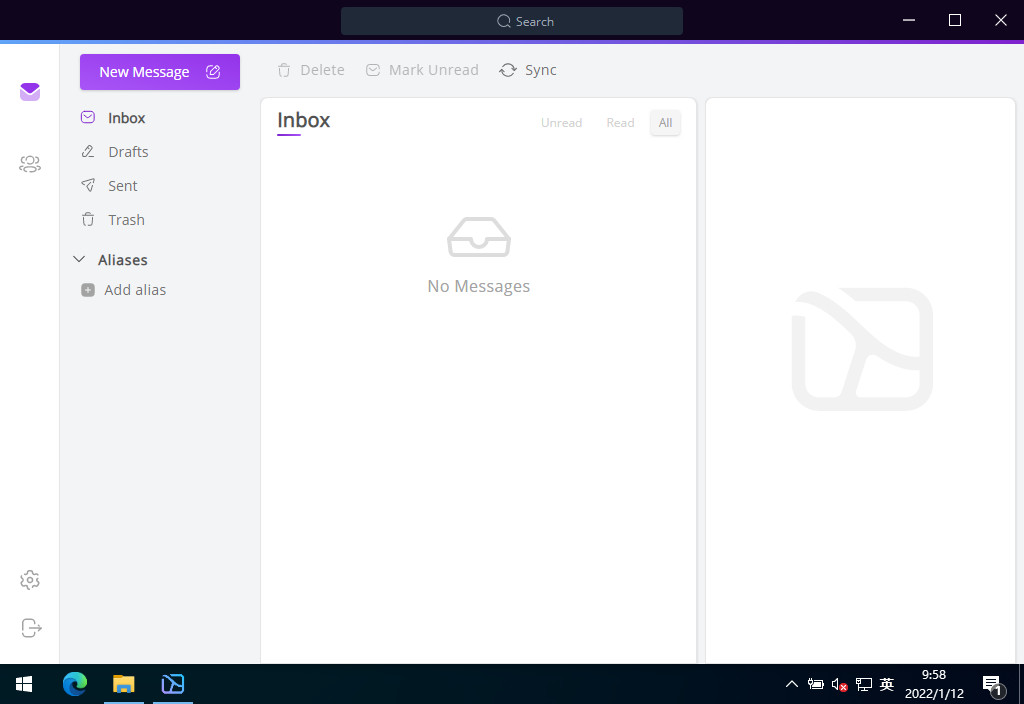 Search
New Message
Delete
Mark Unread
Sync
Inbox
Drafts
Sent
Trash
Aliases
Add alias
Inbox
Unread
Read
All
No Messages
英
9:58
2022/1/12
1